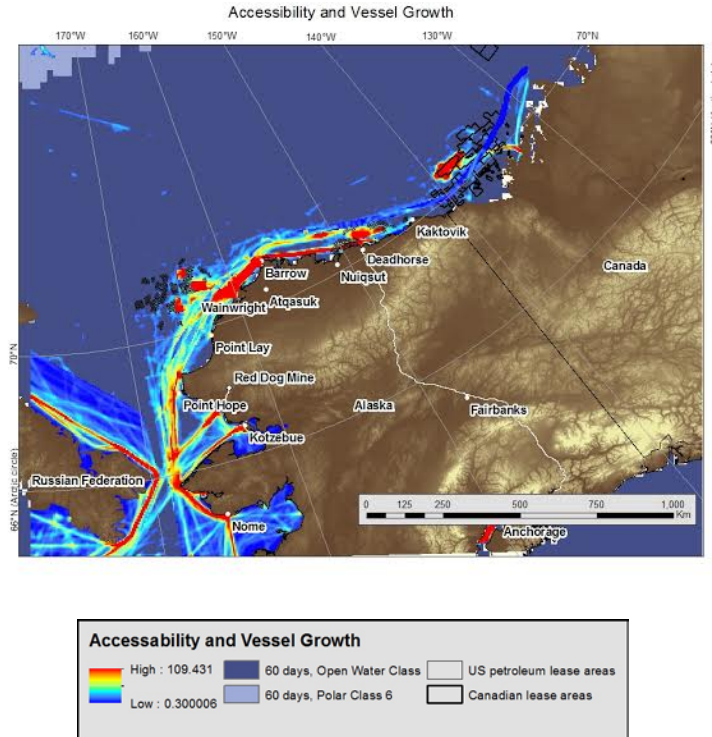 Accessibility and Vessel Growth
170°W 160°W 150°W 140°W 130°W 70°N
Kaktovik
Deadhorse
Canada
Barrow
Nuiqsut
Atqasuk
Wainwright
70°N
Point Lay
Red Dog Mine
Point Hope
Alaska
Fairbanks
Kotzebue
Russian Federation
66°N (Arctic circle)
0 125 250 500 750 1,000
Km
Nome
Anchorage
Accessability and Vessel Growth
High : 109.431 60 days, Open Water Class US petroleum lease areas
Low : 0.300006 60 days, Polar Class 6 Canadian lease areas